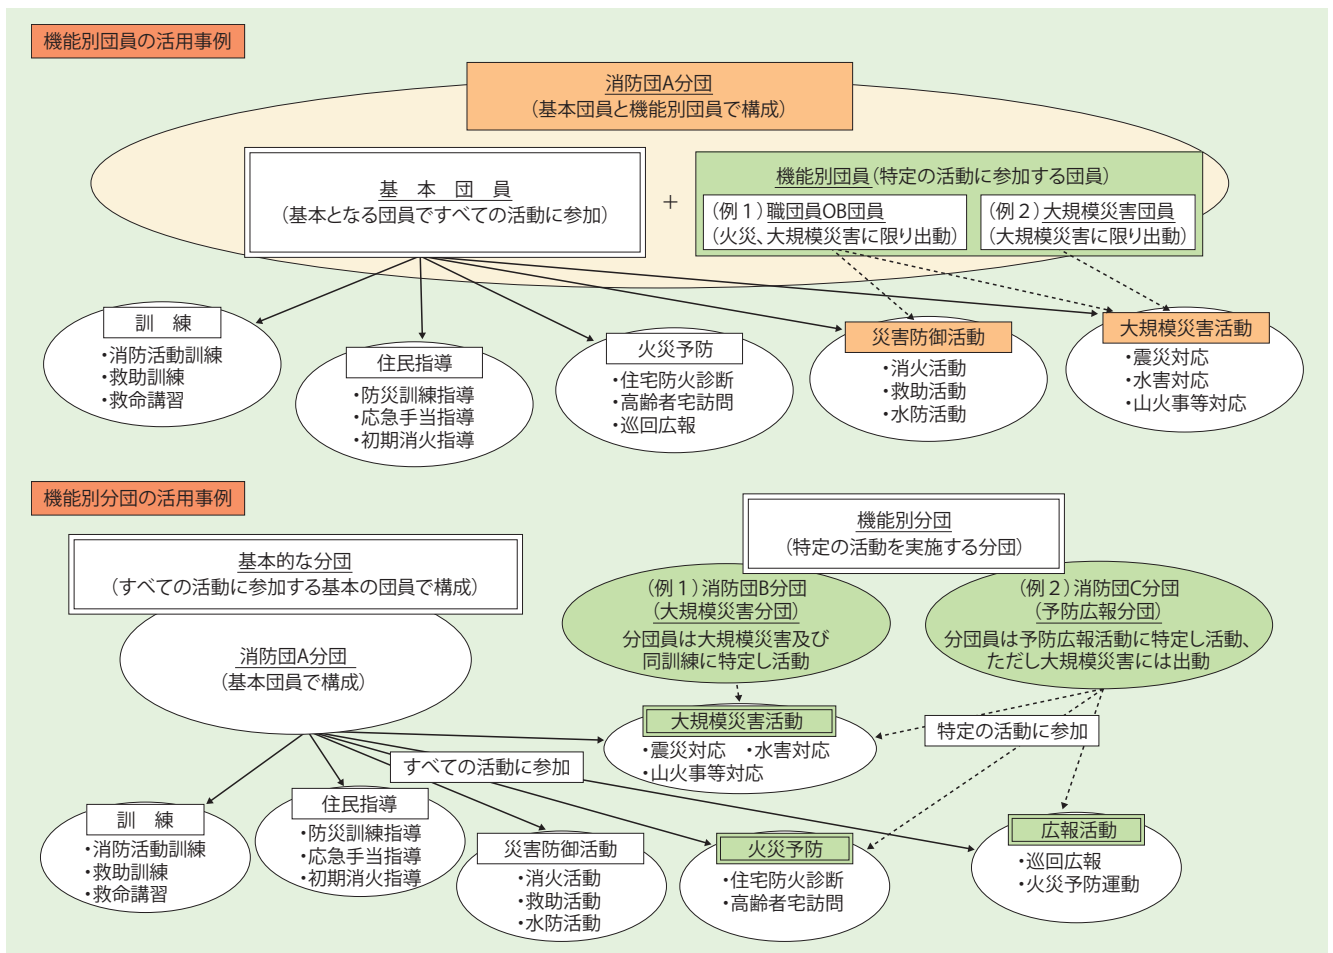 機能別団員の活用事例
消防団A分団
（基本団員と機能別団員で構成）
基　本　団　員
（基本となる団員ですべての活動に参加）
＋
機能別団員（特定の活動に参加する団員）
（例１）職団員OB団員
（火災、大規模災害に限り出動）
（例２）大規模災害団員
（大規模災害に限り出動）
訓　練
・消防活動訓練
・救助訓練
・救命講習
住民指導
・防災訓練指導
・応急手当指導
・初期消火指導
火災予防
・住宅防火診断
・高齢者宅訪問
・巡回広報
災害防御活動
・消火活動
・救助活動
・水防活動
大規模災害活動
・震災対応
・水害対応
・山火事等対応
機能別分団の活用事例
基本的な分団
（すべての活動に参加する基本の団員で構成）
消防団A分団
（基本団員で構成）
機能別分団
（特定の活動を実施する分団）
（例１）消防団B分団
（大規模災害分団）
分団員は大規模災害及び
同訓練に特定し活動
（例２）消防団C分団
（予防広報分団）
分団員は予防広報活動に特定し活動、
ただし大規模災害には出動
すべての活動に参加
特定の活動に参加
大規模災害活動
・震災対応　・水害対応
・山火事等対応
訓　練
・消防活動訓練
・救助訓練
・救命講習
住民指導
・防災訓練指導
・応急手当指導
・初期消火指導
災害防御活動
・消火活動
・救助活動
・水防活動
火災予防
・住宅防火診断
・高齢者宅訪問
広報活動
・巡回広報
・火災予防運動